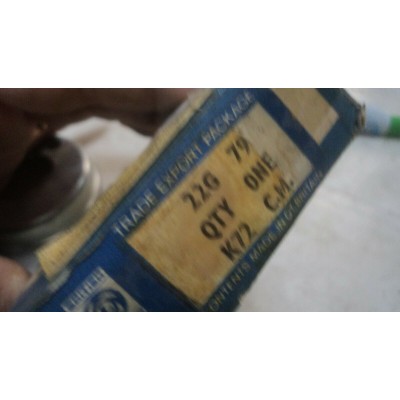 TRADE EXPORT PACKAGE
22G 79
QTY ONE
K72 C.M.
CONTENTS MADE IN GT. BRITAIN